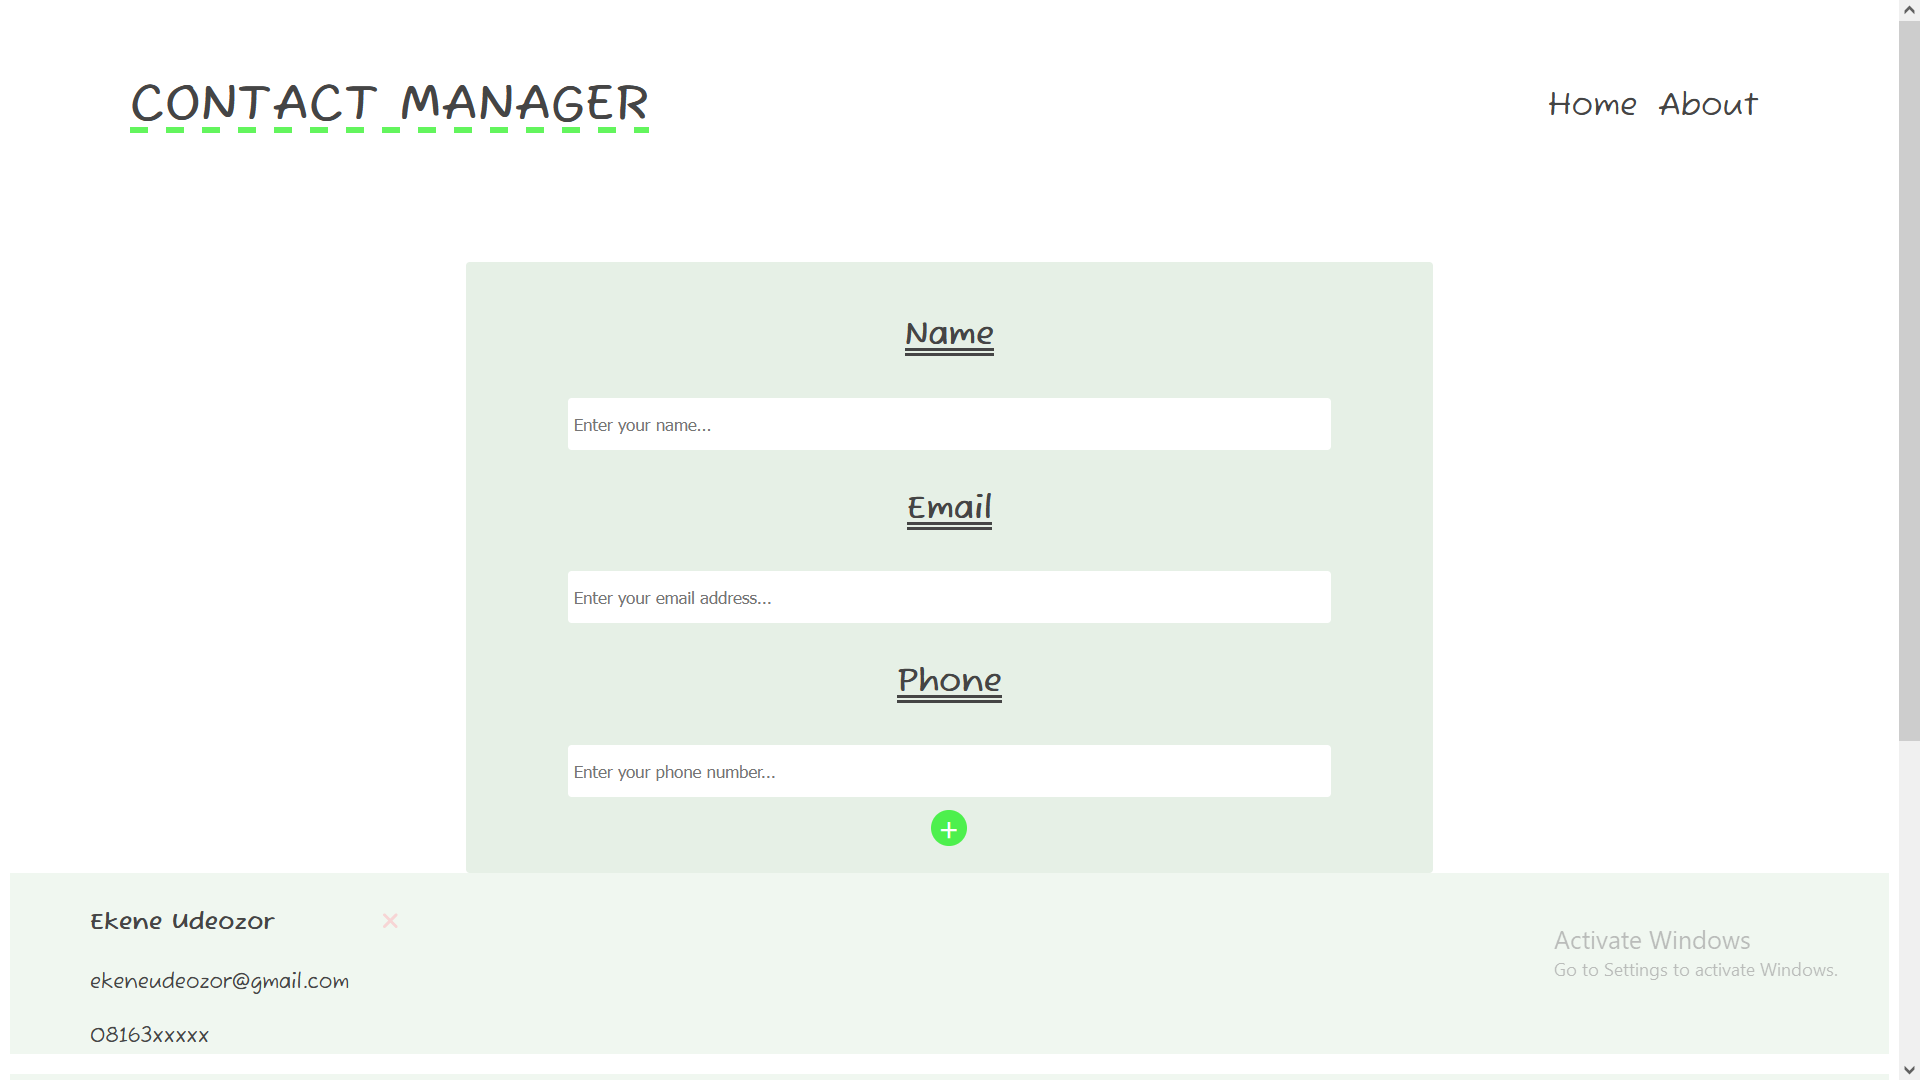 CONTACT MANAGER
Home About
Name
Enter your name...
Email
Enter your email address...
Phone
Enter your phone number...
+
Ekene Udeozor ×
ekeneudeozor@gmail.com
08163xxxxx
Activate Windows
Go to Settings to activate Windows.